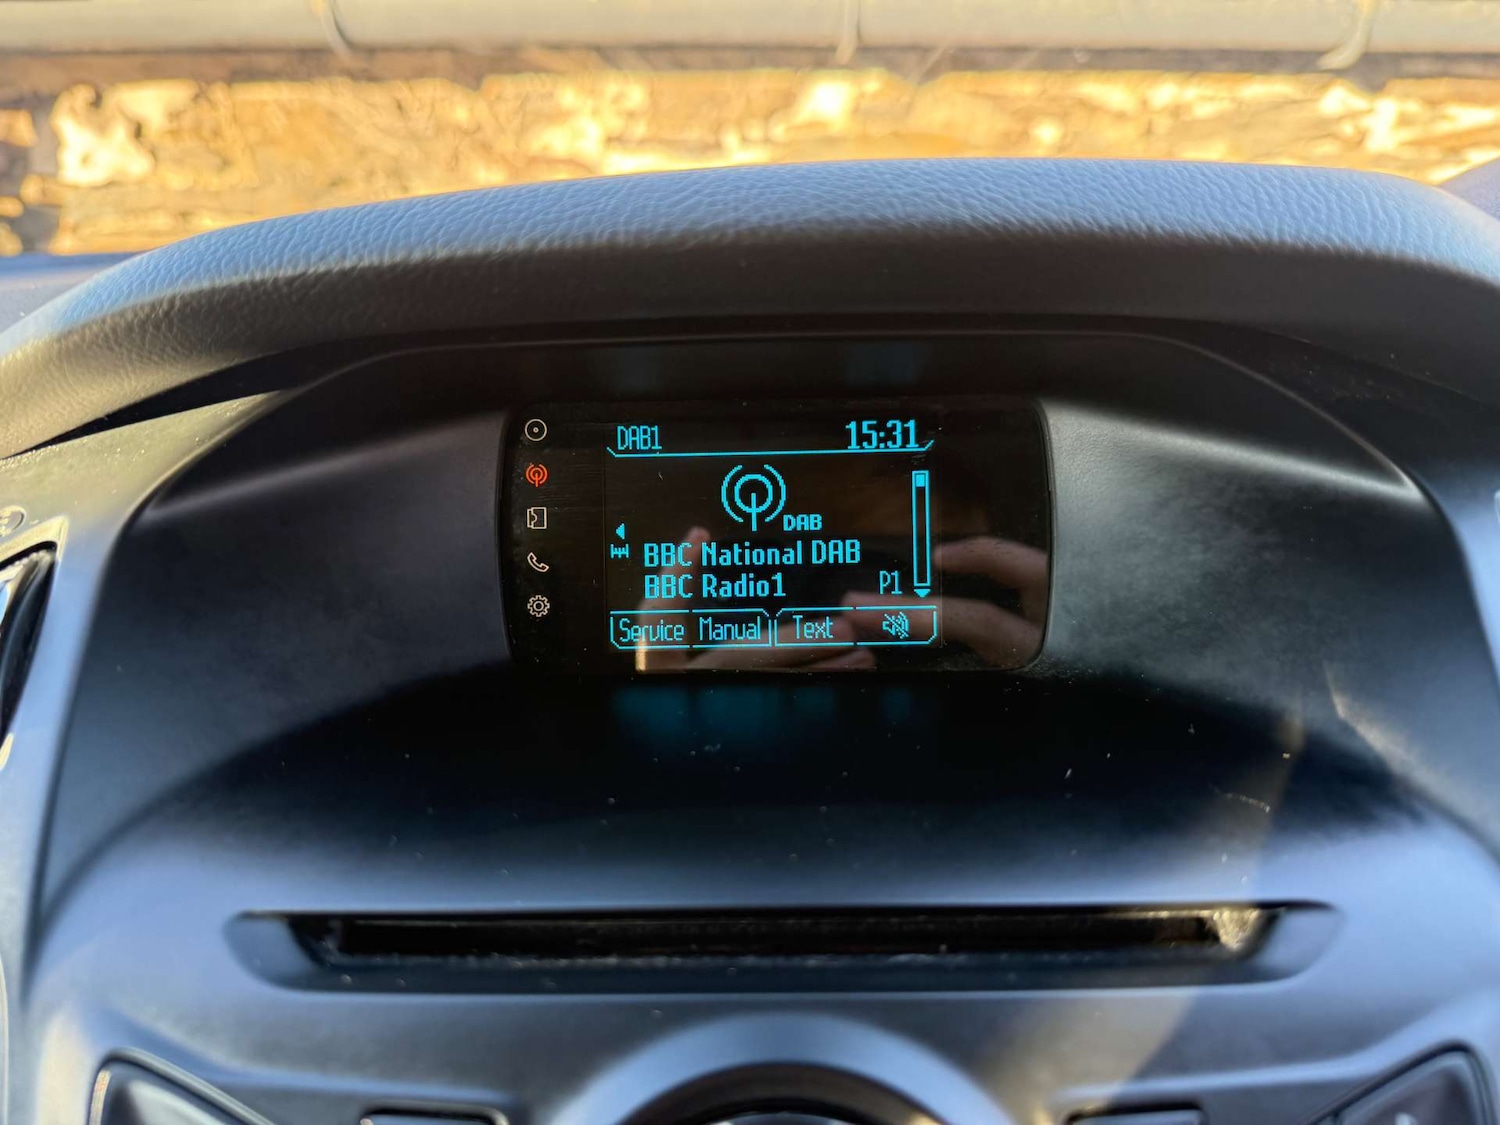 DAB1 15:31
DAB
BBC National DAB
BBC Radio1 P1
Service Manual Text